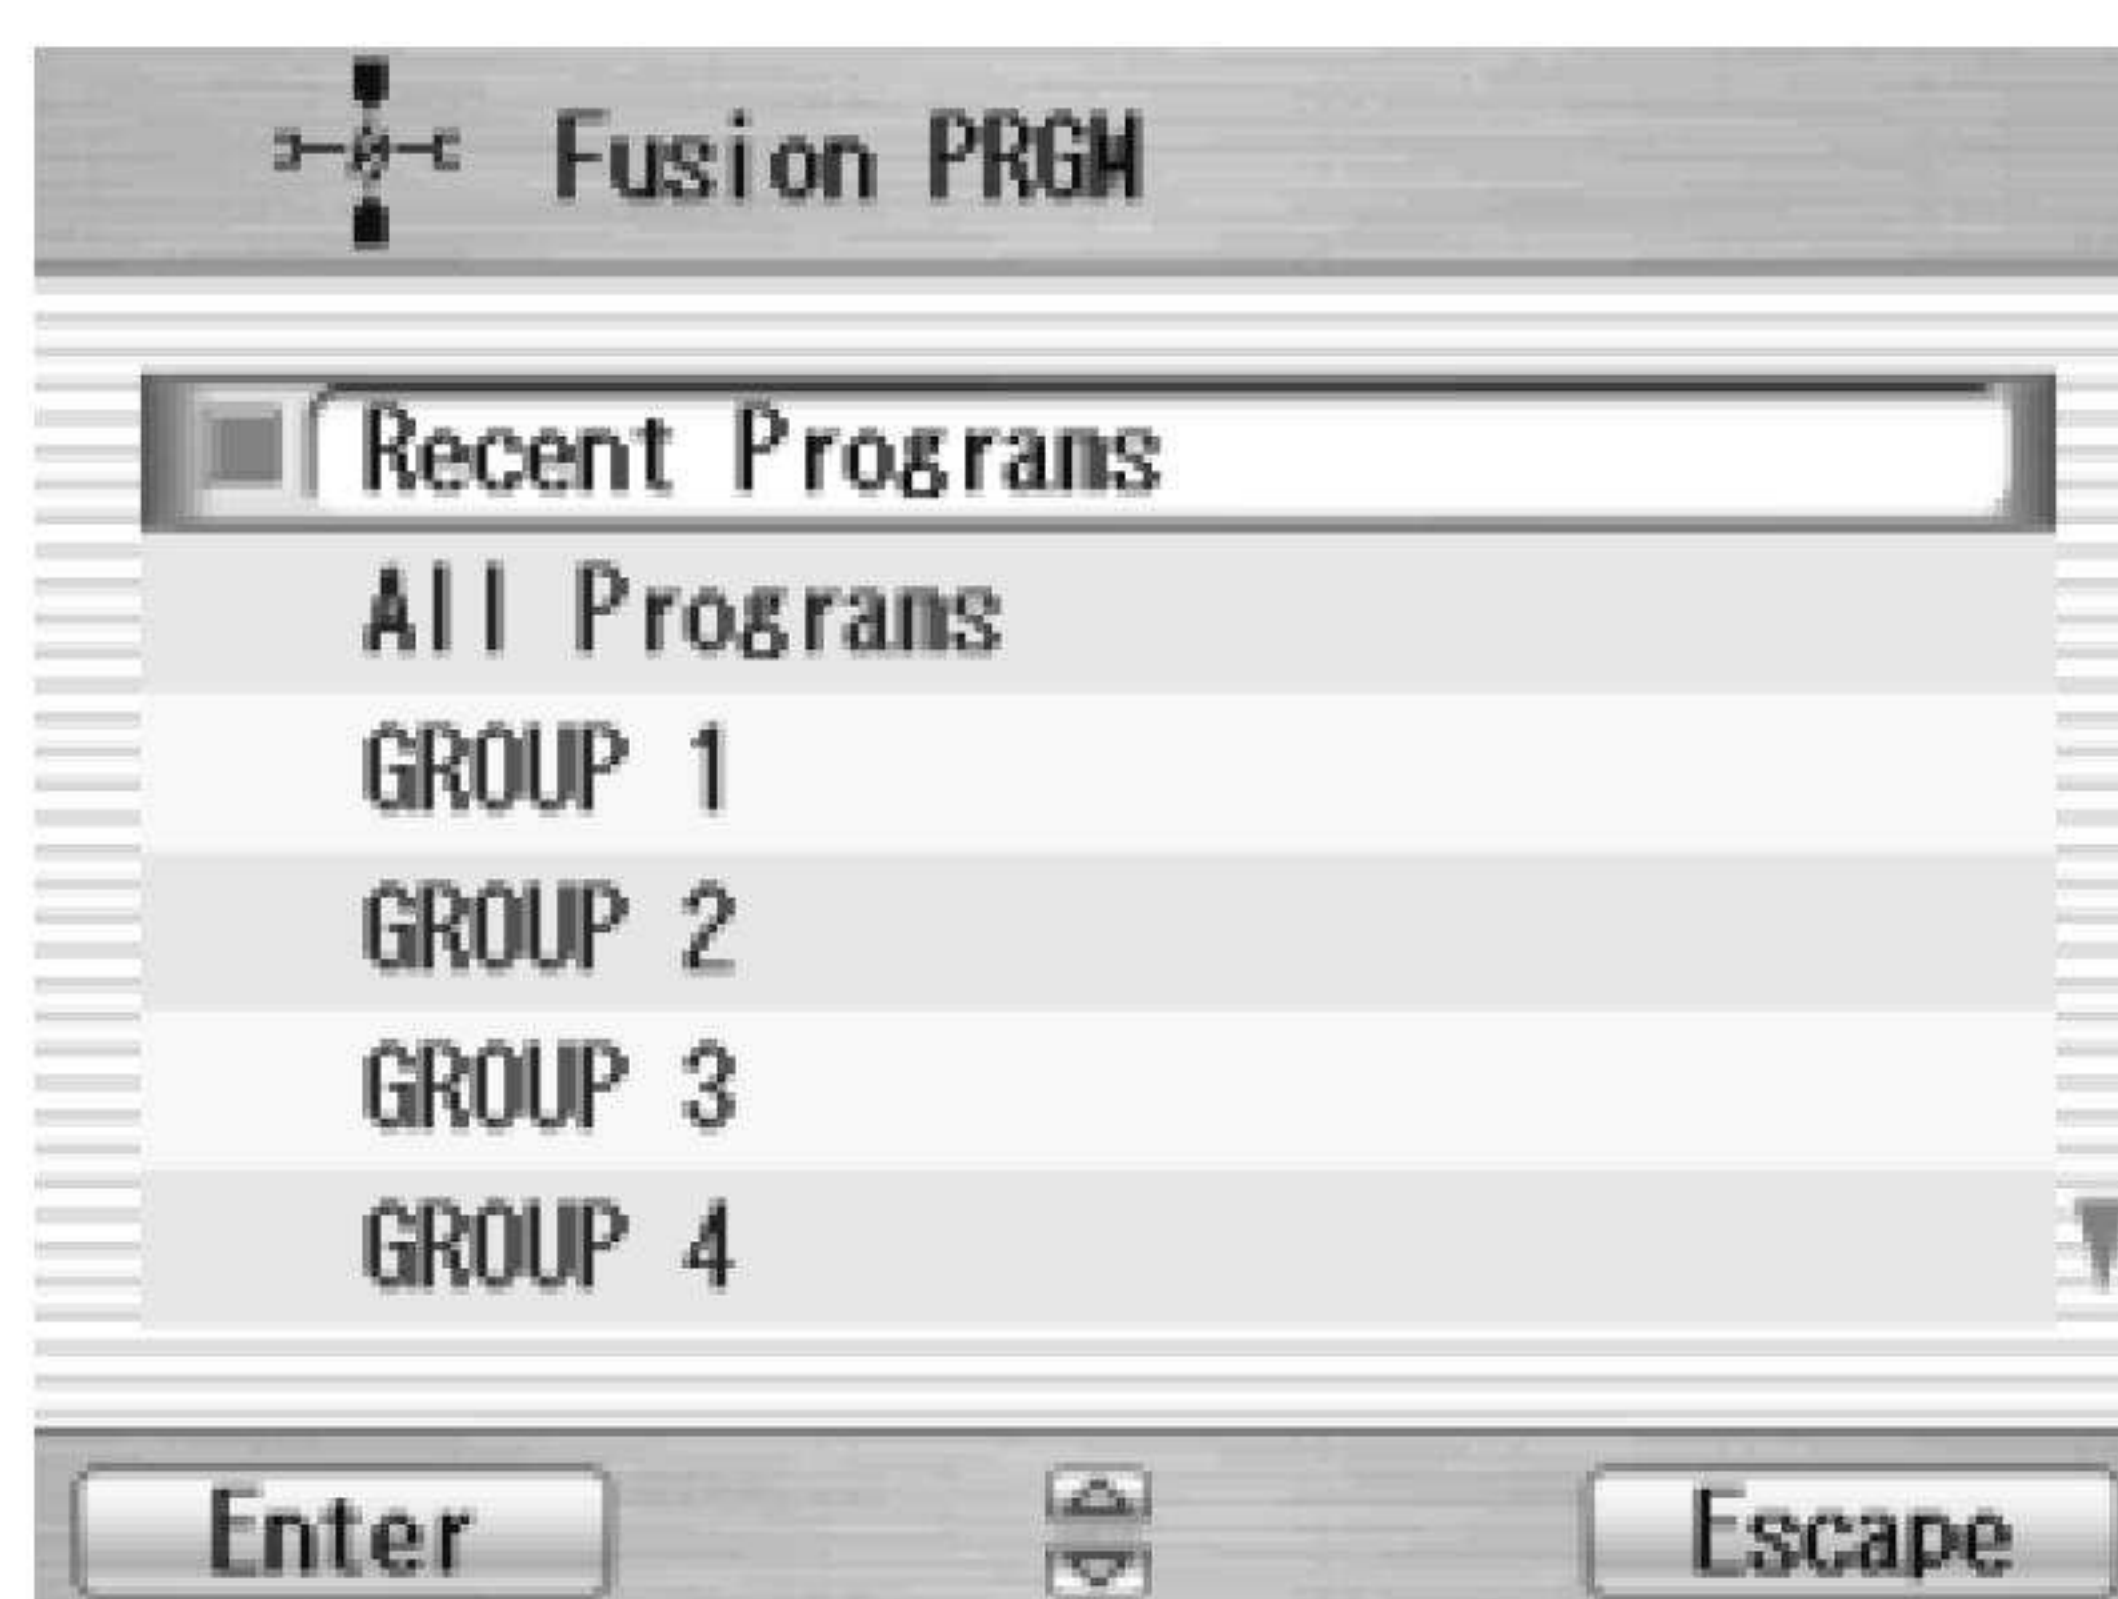 Fusion PRGM
Recent Programs
All Programs
GROUP 1
GROUP 2
GROUP 3
GROUP 4
Enter
Escape